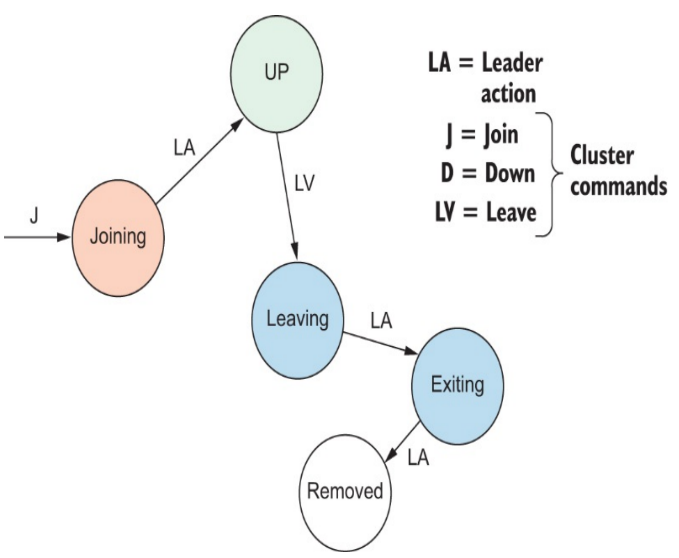 UP
LA = Leader
action
LA
J = Join
D = Down
Cluster
commands
LV
LV = Leave
J
Joining
Leaving
LA
Exiting
LA
Removed